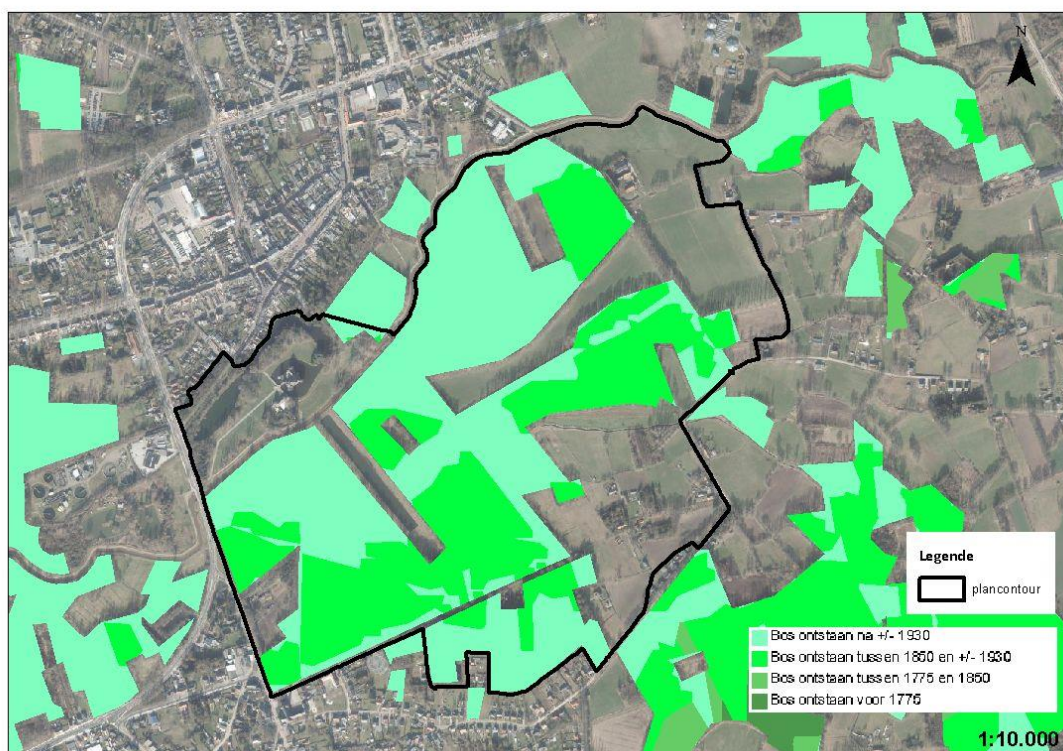 N
Legende
plancontour
Bos ontstaan na +/- 1930
Bos ontstaan tussen 1850 en +/- 1930
Bos ontstaan tussen 1775 en 1850
Bos ontstaan voor 1775
1:10.000